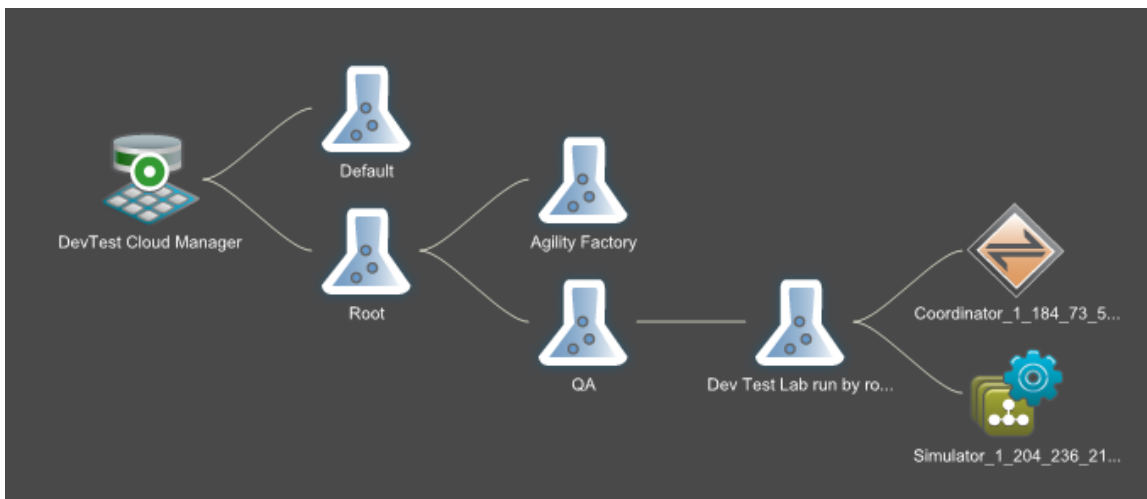 Default
DevTest Cloud Manager
Agility Factory
Root
Coordinator_1_184_73_5...
QA
Dev Test Lab run by ro...
Simulator_1_204_236_21...